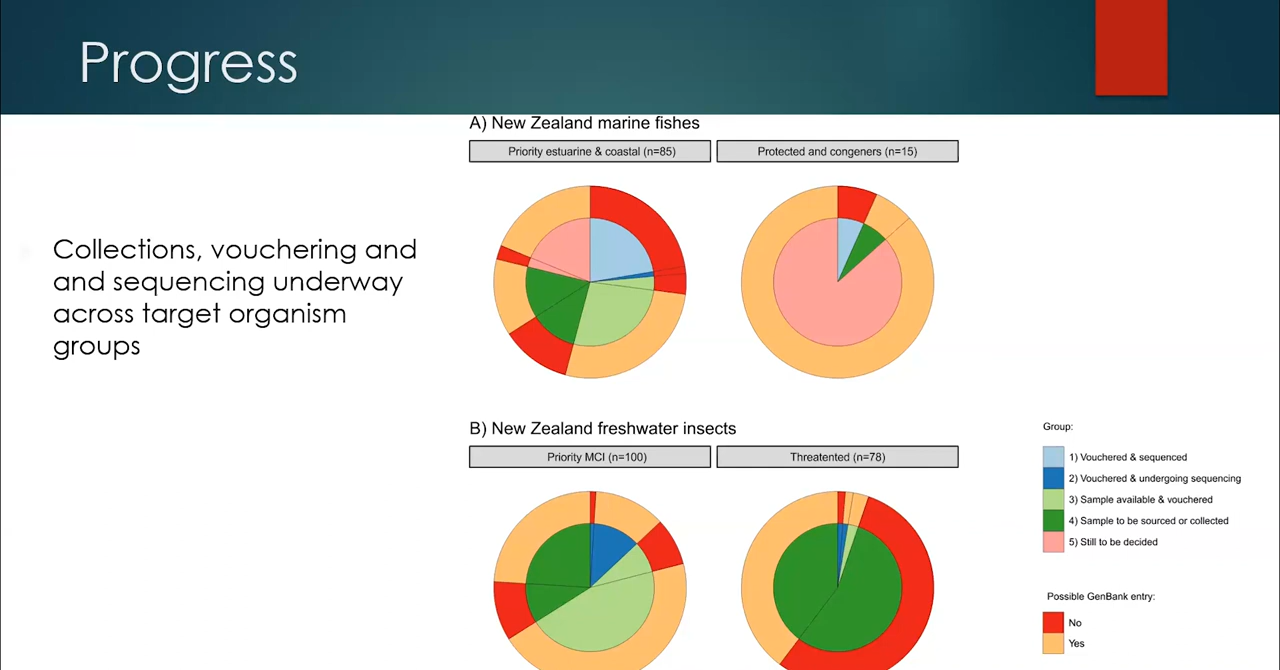 Progress
Collections, vouchering and
and sequencing underway
across target organism
groups
A) New Zealand marine fishes
Priority estuarine & coastal (n=85)
Protected and congeners (n=15)
B) New Zealand freshwater insects
Priority MCI (n=100)
Threatented (n=78)
Group:
1) Vouchered & sequenced
2) Vouchered & undergoing sequencing
3) Sample available & vouchered
4) Sample to be sourced or collected
5) Still to be decided
Possible GenBank entry:
No
Yes